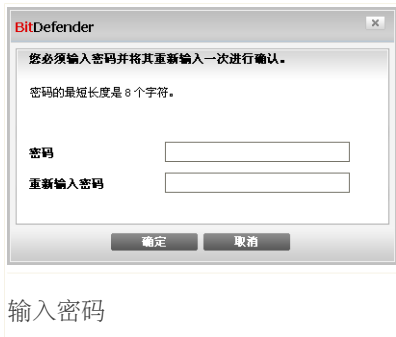 BitDefender
您必须输入密码并将其重新输入一次进行确认。
密码的最短长度是 8 个字符。
密码
重新输入密码
确定 取消
输入密码